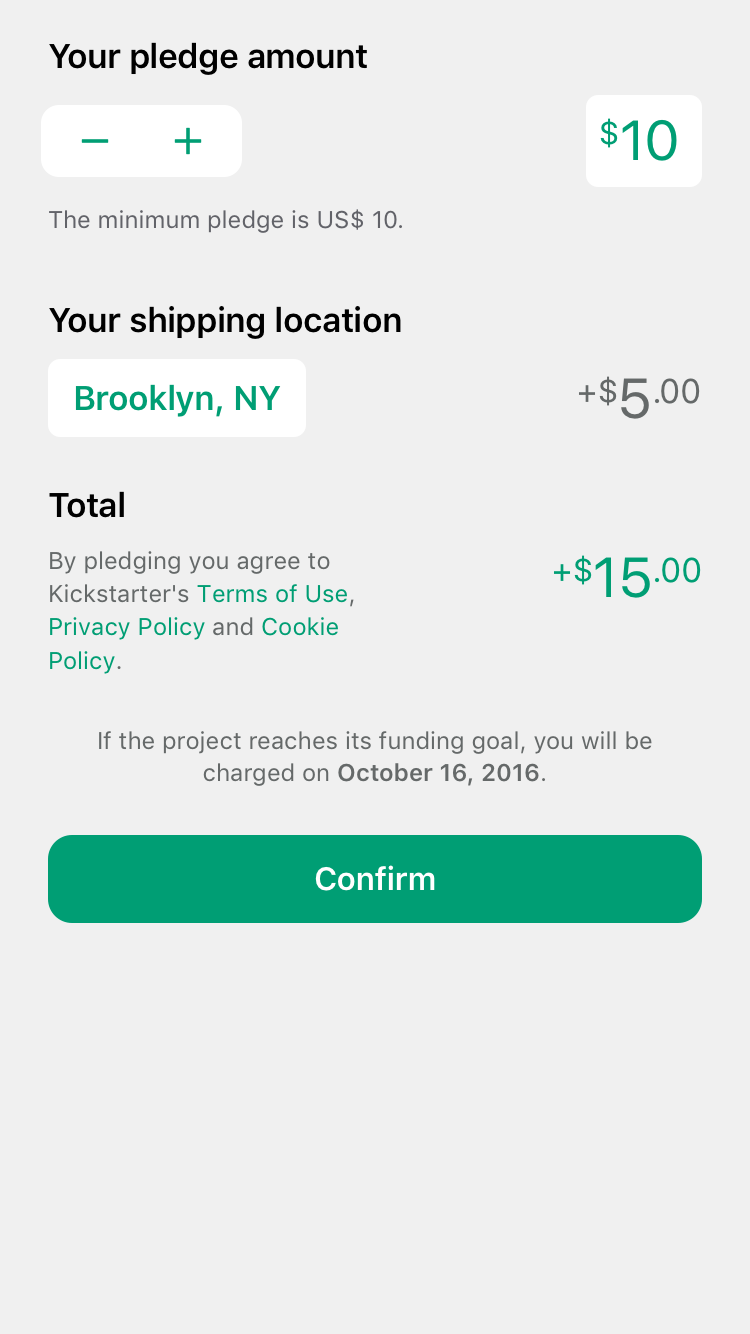 Your pledge amount
− +
$10
The minimum pledge is US$ 10.
Your shipping location
Brooklyn, NY
+$5.00
Total
By pledging you agree to
Kickstarter's Terms of Use,
Privacy Policy and Cookie
Policy.
+$15.00
If the project reaches its funding goal, you will be
charged on October 16, 2016.
Confirm